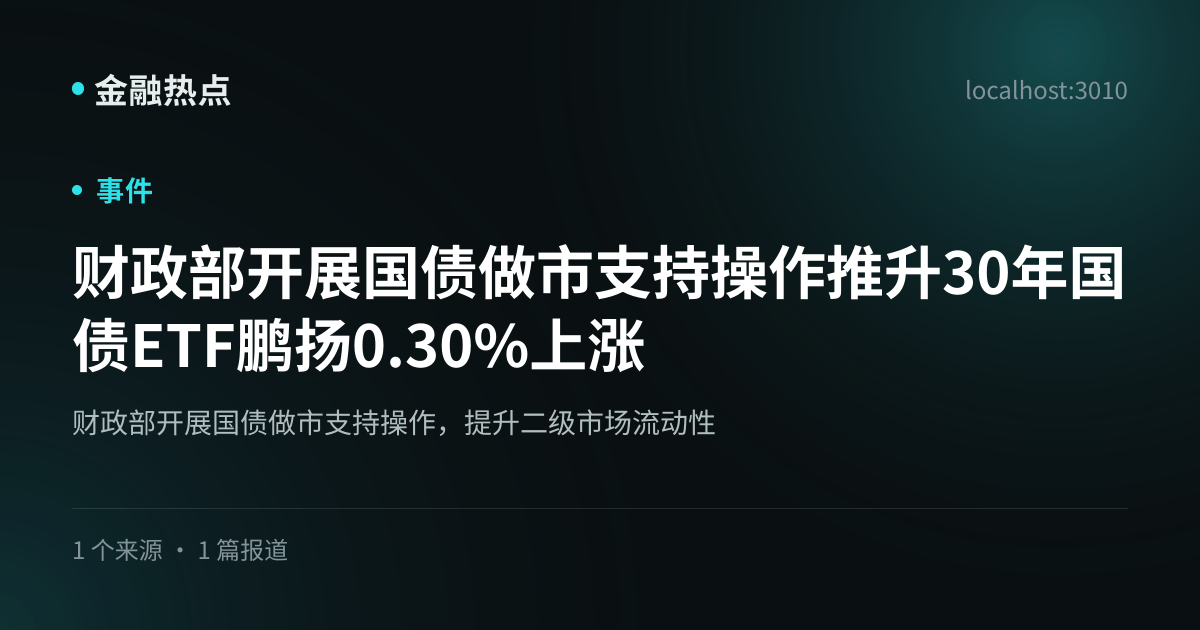 金融热点
localhost:3010
事件
财政部开展国债做市支持操作推升30年国
债ETF鹏扬0.30%上涨
财政部开展国债做市支持操作，提升二级市场流动性
1 个来源 · 1 篇报道